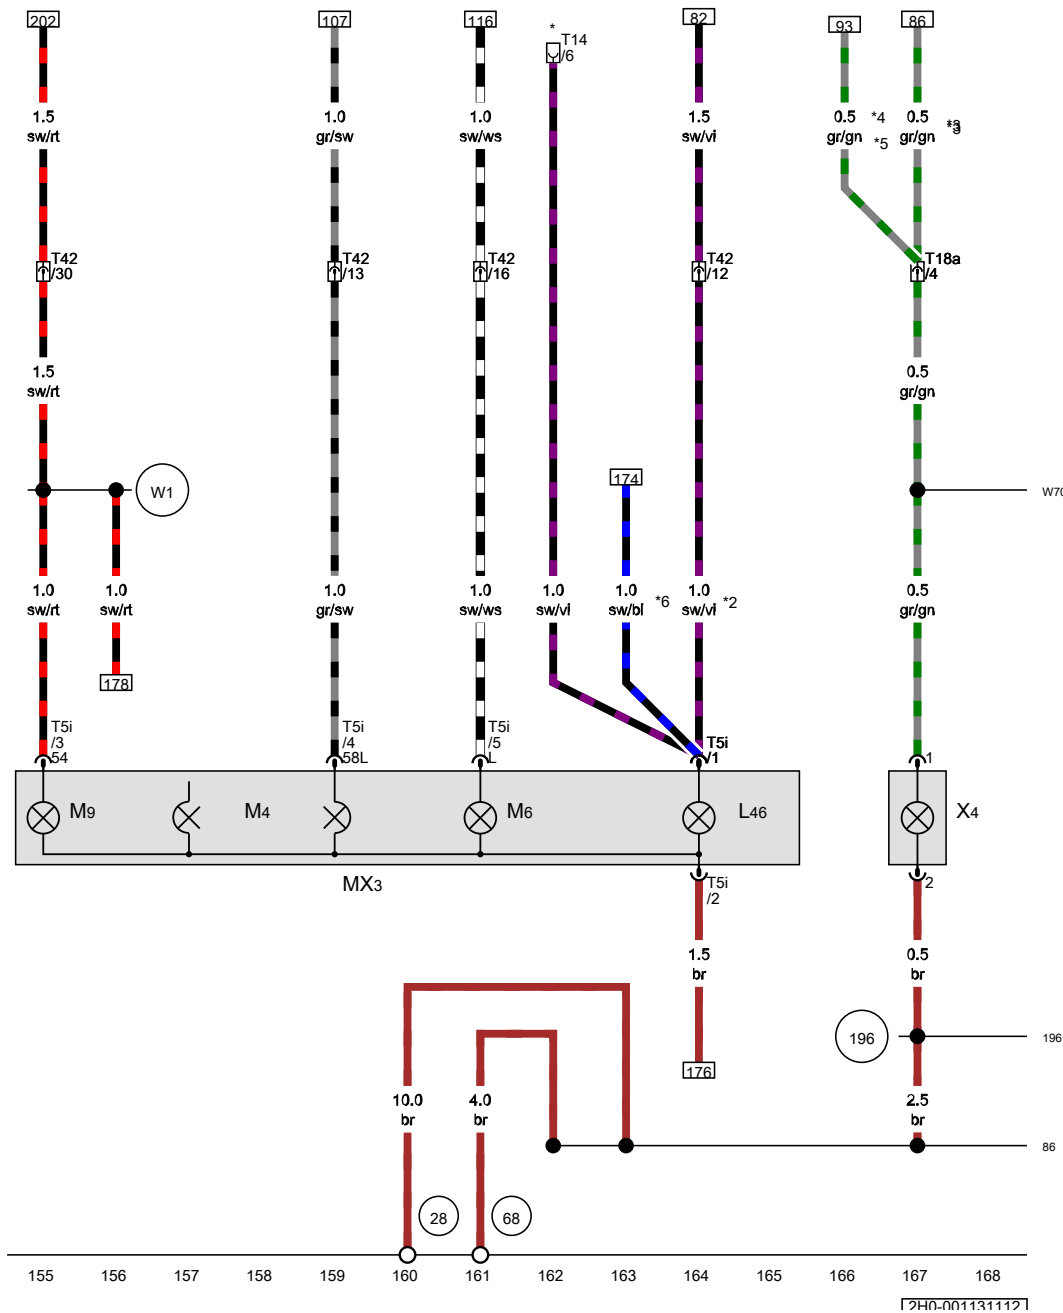 202
107
116
82
93
86
*
T14
/6
1.5
sw/rt
1.0
gr/sw
1.0
sw/ws
1.5
sw/vi
0.5
gr/gn
*4
*5
0.5
gr/gn
T42
/30
T42
/13
T42
/16
T42
/12
T18a
/4
1.5
sw/rt
0.5
gr/gn
W1
174
W70
1.0
sw/rt
1.0
sw/rt
1.0
gr/sw
1.0
sw/ws
1.0
sw/vi
1.0
sw/bl
*6
1.0
sw/vi
*2
0.5
gr/gn
178
T5i
/3
54
T5i
/4
58L
T5i
/5
L
T5i
/1
1
M9
M4
M6
L46
X4
MX3
T5i
/2
2
1.5
br
0.5
br
176
196
196
10.0
br
4.0
br
2.5
br
86
28
68
155
156
157
158
159
160
161
162
163
164
165
166
167
168
2H0-001131112